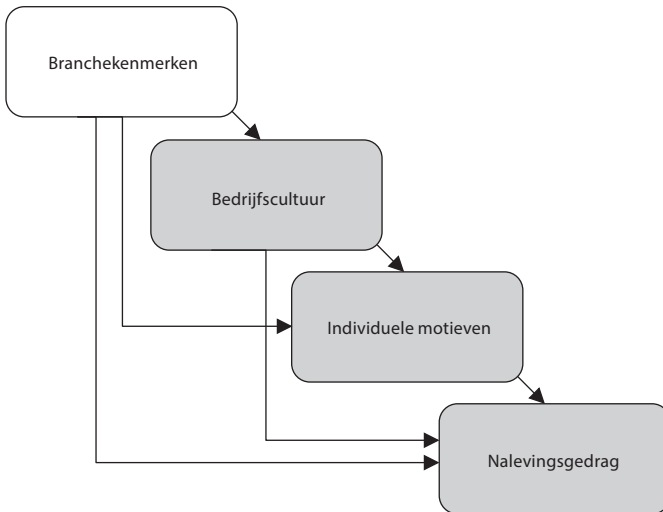 Branchekenmerken
Bedrijfscultuur
Individuele motieven
Nalevingsgedrag